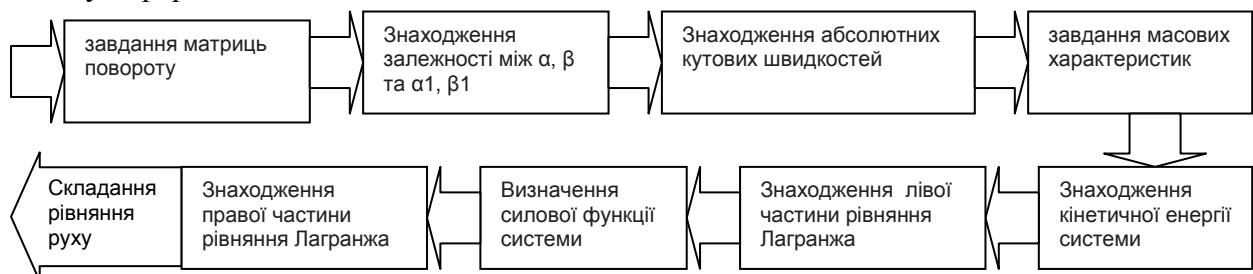 завдання матриць
повороту
Знаходження
залежності між α, β
та α1, β1
Знаходження абсолютних
кутових швидкостей
завдання масових
характеристик
Знаходження
кінетичної енергії
системи
Знаходження лівої
частини рівняння
Лагранжа
Визначення
силової функції
системи
Знаходження
правої частини
рівняння Лагранжа
Складання
рівняння
руху